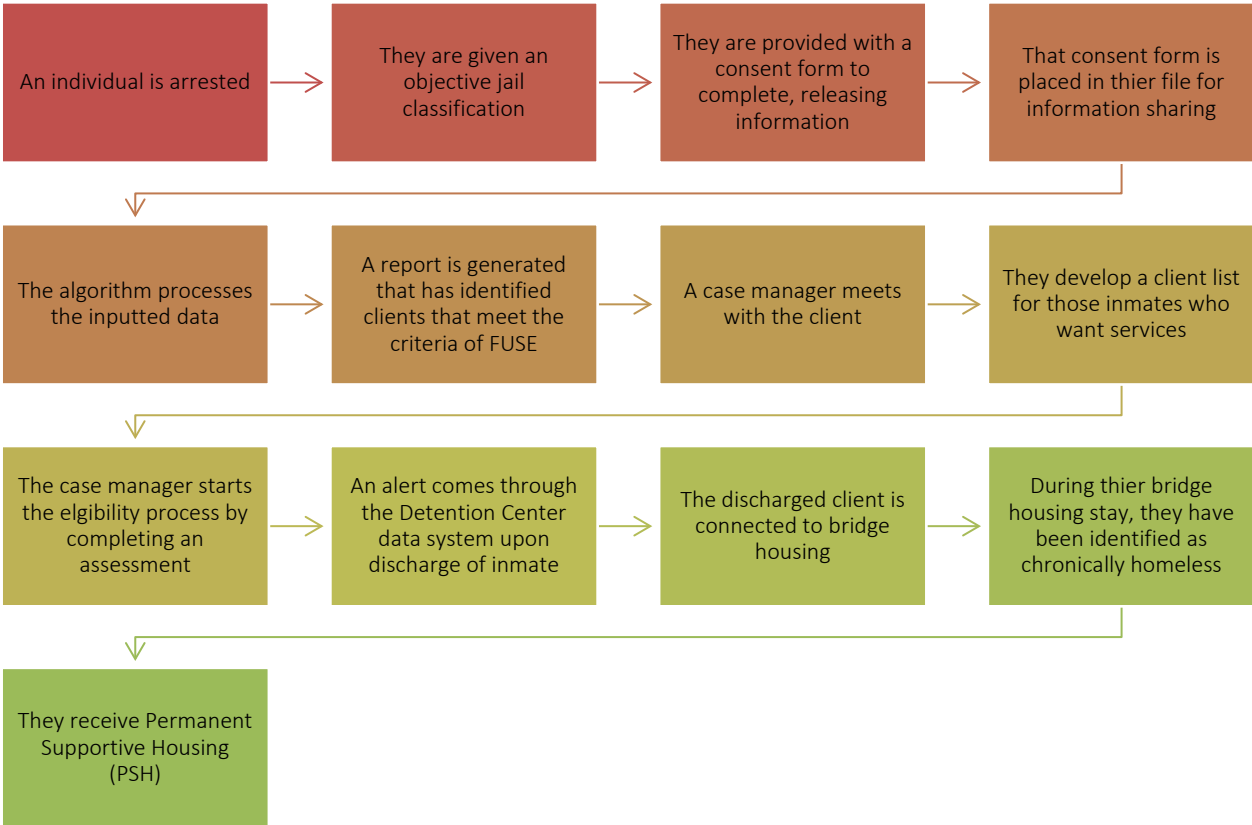 An individual is arrested
They are given an
objective jail
classification
They are provided with a
consent form to
complete, releasing
information
That consent form is
placed in thier file for
information sharing
The algorithm processes
the inputted data
A report is generated
that has identified
clients that meet the
criteria of FUSE
A case manager meets
with the client
They develop a client list
for those inmates who
want services
The case manager starts
the elgibility process by
completing an
assessment
An alert comes through
the Detention Center
data system upon
discharge of inmate
The discharged client is
connected to bridge
housing
During thier bridge
housing stay, they have
been identified as
chronically homeless
They receive Permanent
Supportive Housing
(PSH)